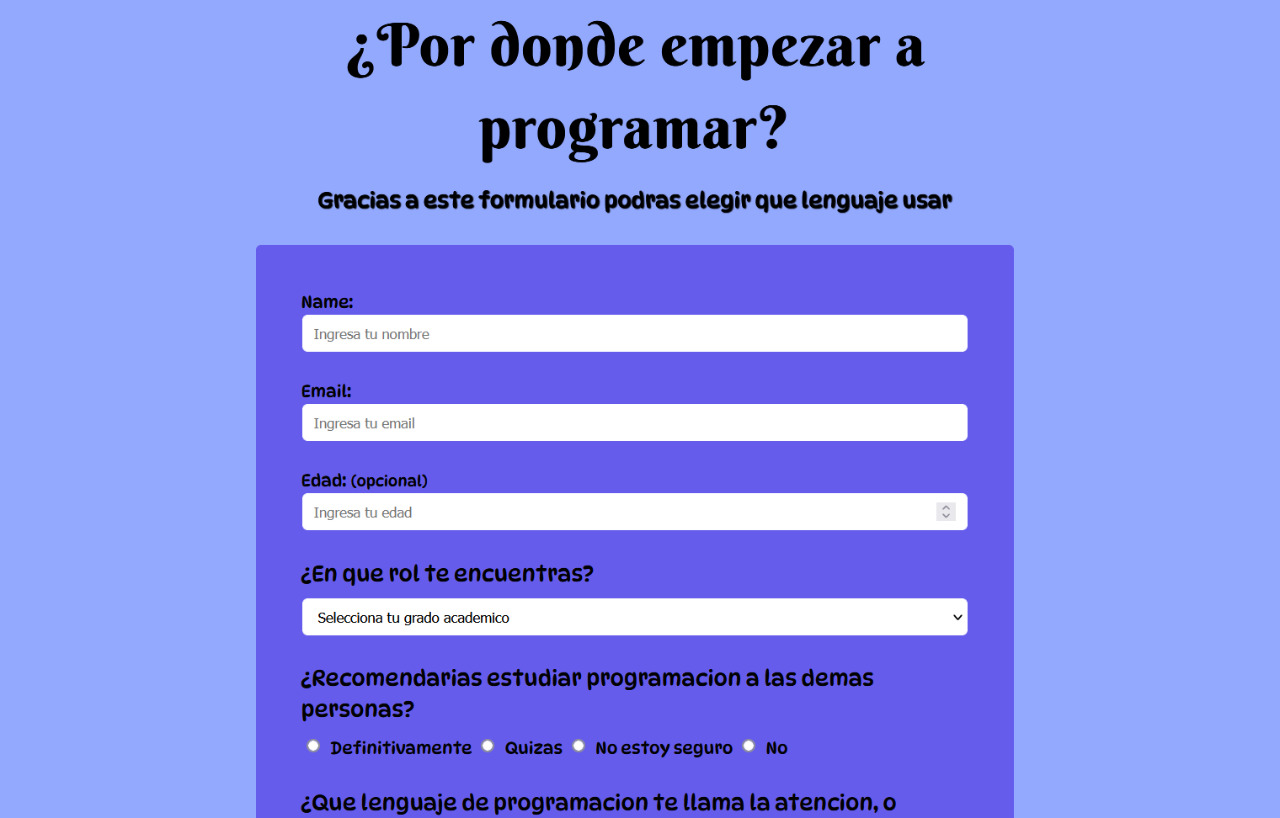 ¿Por donde empezar a
programar?
Gracias a este formulario podras elegir que lenguaje usar
Name:
Ingresa tu nombre
Email:
Ingresa tu email
Edad: (opcional)
Ingresa tu edad
¿En que rol te encuentras?
Selecciona tu grado academico
¿Recomendarias estudiar programacion a las demas
personas?
Definitivamente Quizas No estoy seguro No
¿Que lenguaje de programacion te llama la atencion, o